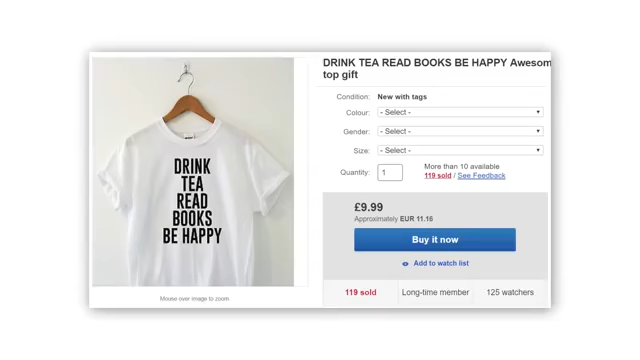 DRINK TEA READ BOOKS BE HAPPY Awesom
top gift
Condition: New with tags
Colour: - Select -
Gender: - Select -
Size: - Select -
Quantity: 1
More than 10 available
119 sold / See Feedback
£9.99
Approximately EUR 11.16
Buy it now
Add to watch list
119 sold Long-time member 125 watchers
DRINK
TEA
READ
BOOKS
BE HAPPY
Mouse over image to zoom